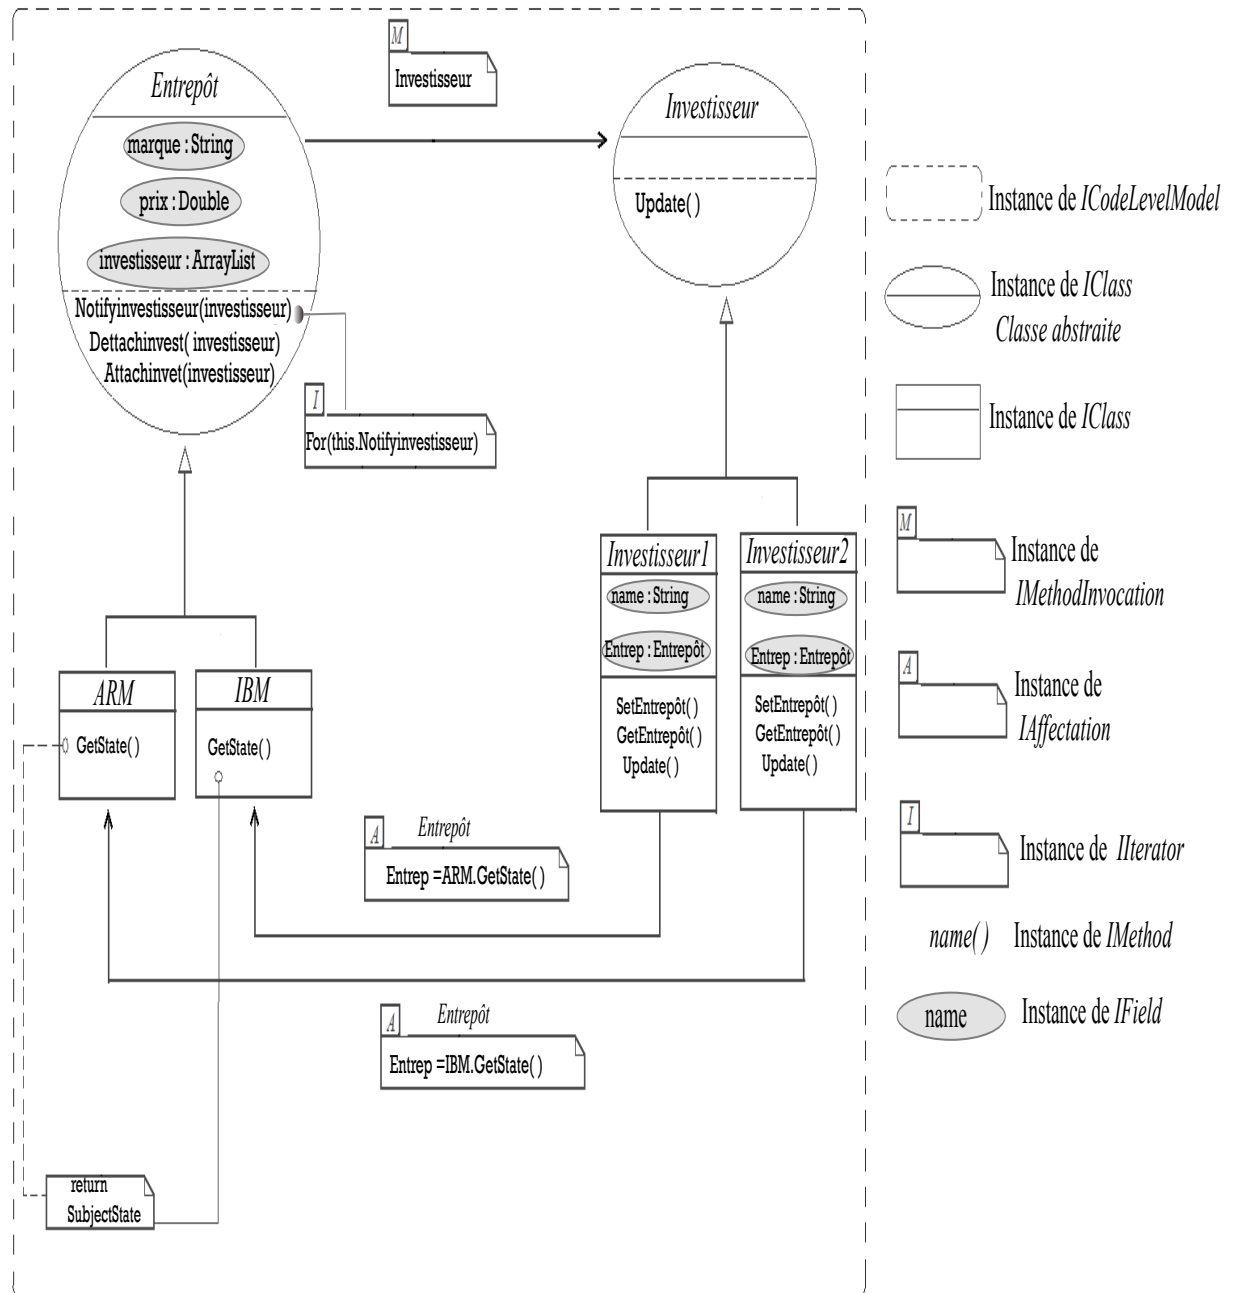 M
Investisseur
Entrepôt
marque : String
prix : Double
investisseur : ArrayList
Notifyinvestisseur(investisseur)
Dettachinvest( investisseur)
Attachinvet(investisseur)
Investisseur
Update( )
I
For(this.Notifyinvestisseur)
Investisseur1
name : String
Entrep : Entrepôt
SetEntrepôt( )
GetEntrepôt( )
Update( )
Investisseur2
name : String
Entrep : Entrepôt
SetEntrepôt( )
GetEntrepôt( )
Update( )
ARM
GetState( )
IBM
GetState( )
A
Entrepôt
Entrep =ARM.GetState( )
A
Entrepôt
Entrep =IBM.GetState( )
return
SubjectState
Instance de ICodeLevelModel
Instance de IClass
Classe abstraite
Instance de IClass
M
Instance de
IMethodInvocation
A
Instance de
IAffectation
I
Instance de IIterator
name( ) Instance de IMethod
name
Instance de IField